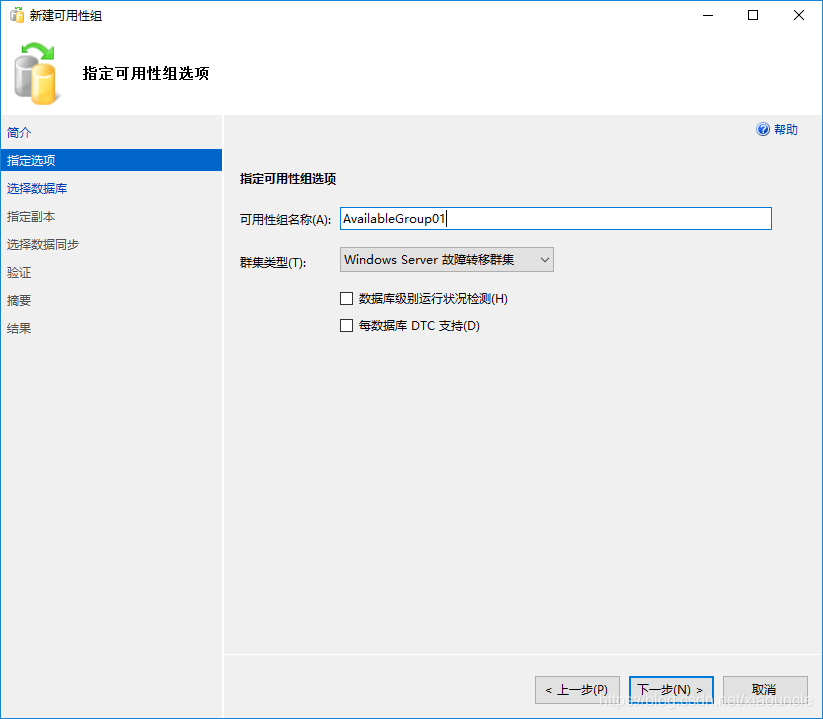 新建可用性组
指定可用性组选项
简介
指定选项
选择数据库
指定副本
选择数据同步
验证
摘要
结果
帮助
指定可用性组选项
可用性组名称(A): AvailableGroup01
群集类型(T): Windows Server 故障转移群集
数据库级别运行状况检测(H)
每数据库 DTC 支持(D)
< 上一步(P) 下一步(N) > 取消
https://blog.csdn.net/xiaouncle